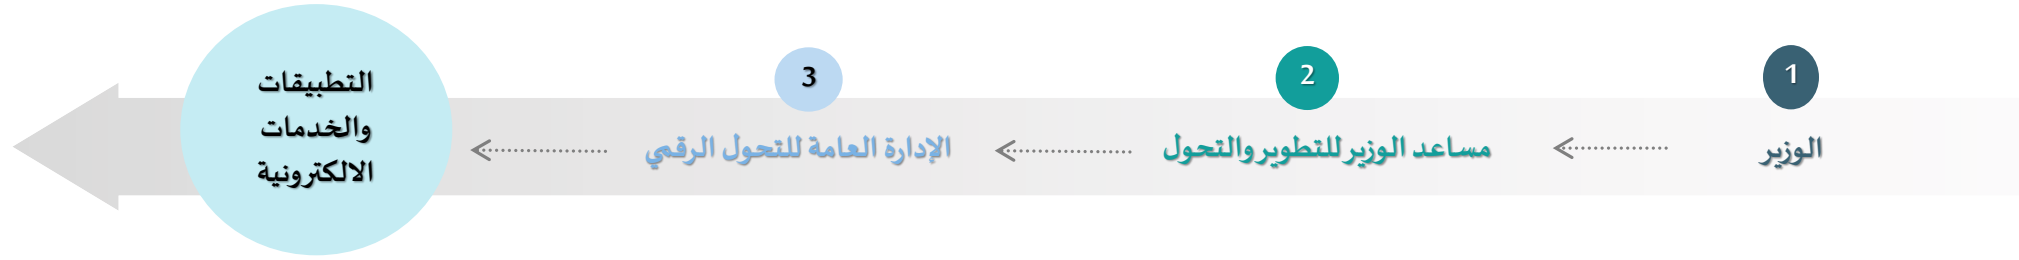 1
الوزير
2
مساعد الوزير للتطوير والتحول
3
الإدارة العامة للتحول الرقمي
التطبيقات
والخدمات
الالكترونية